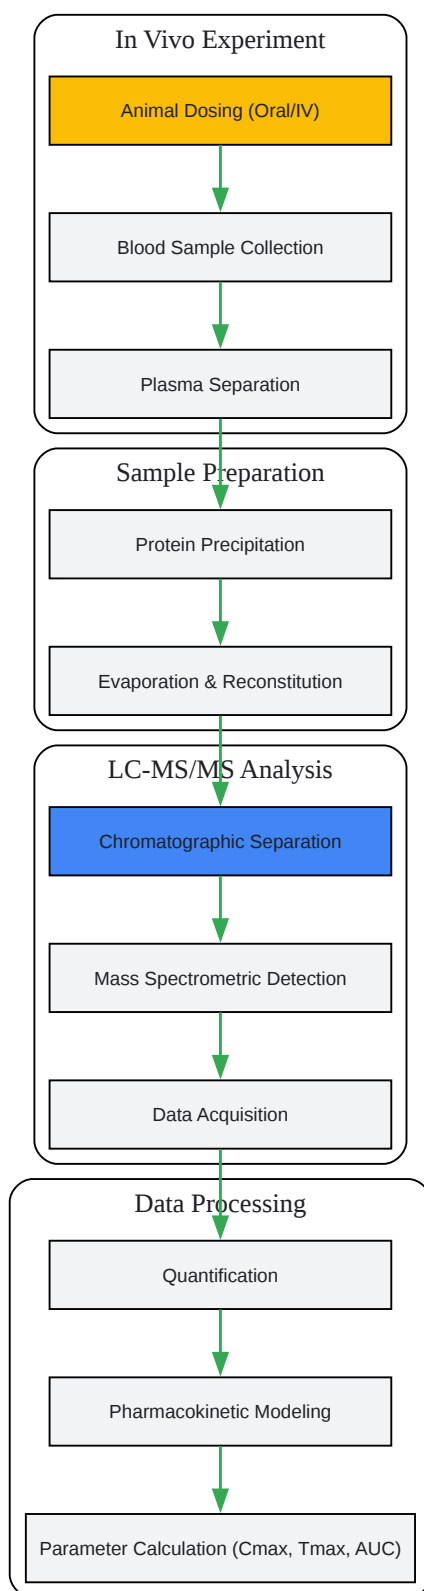 In Vivo Experiment
Animal Dosing (Oral/IV)
Blood Sample Collection
Plasma Separation
Sample Preparation
Protein Precipitation
Evaporation & Reconstitution
LC-MS/MS Analysis
Chromatographic Separation
Mass Spectrometric Detection
Data Acquisition
Data Processing
Quantification
Pharmacokinetic Modeling
Parameter Calculation (Cmax, Tmax, AUC)